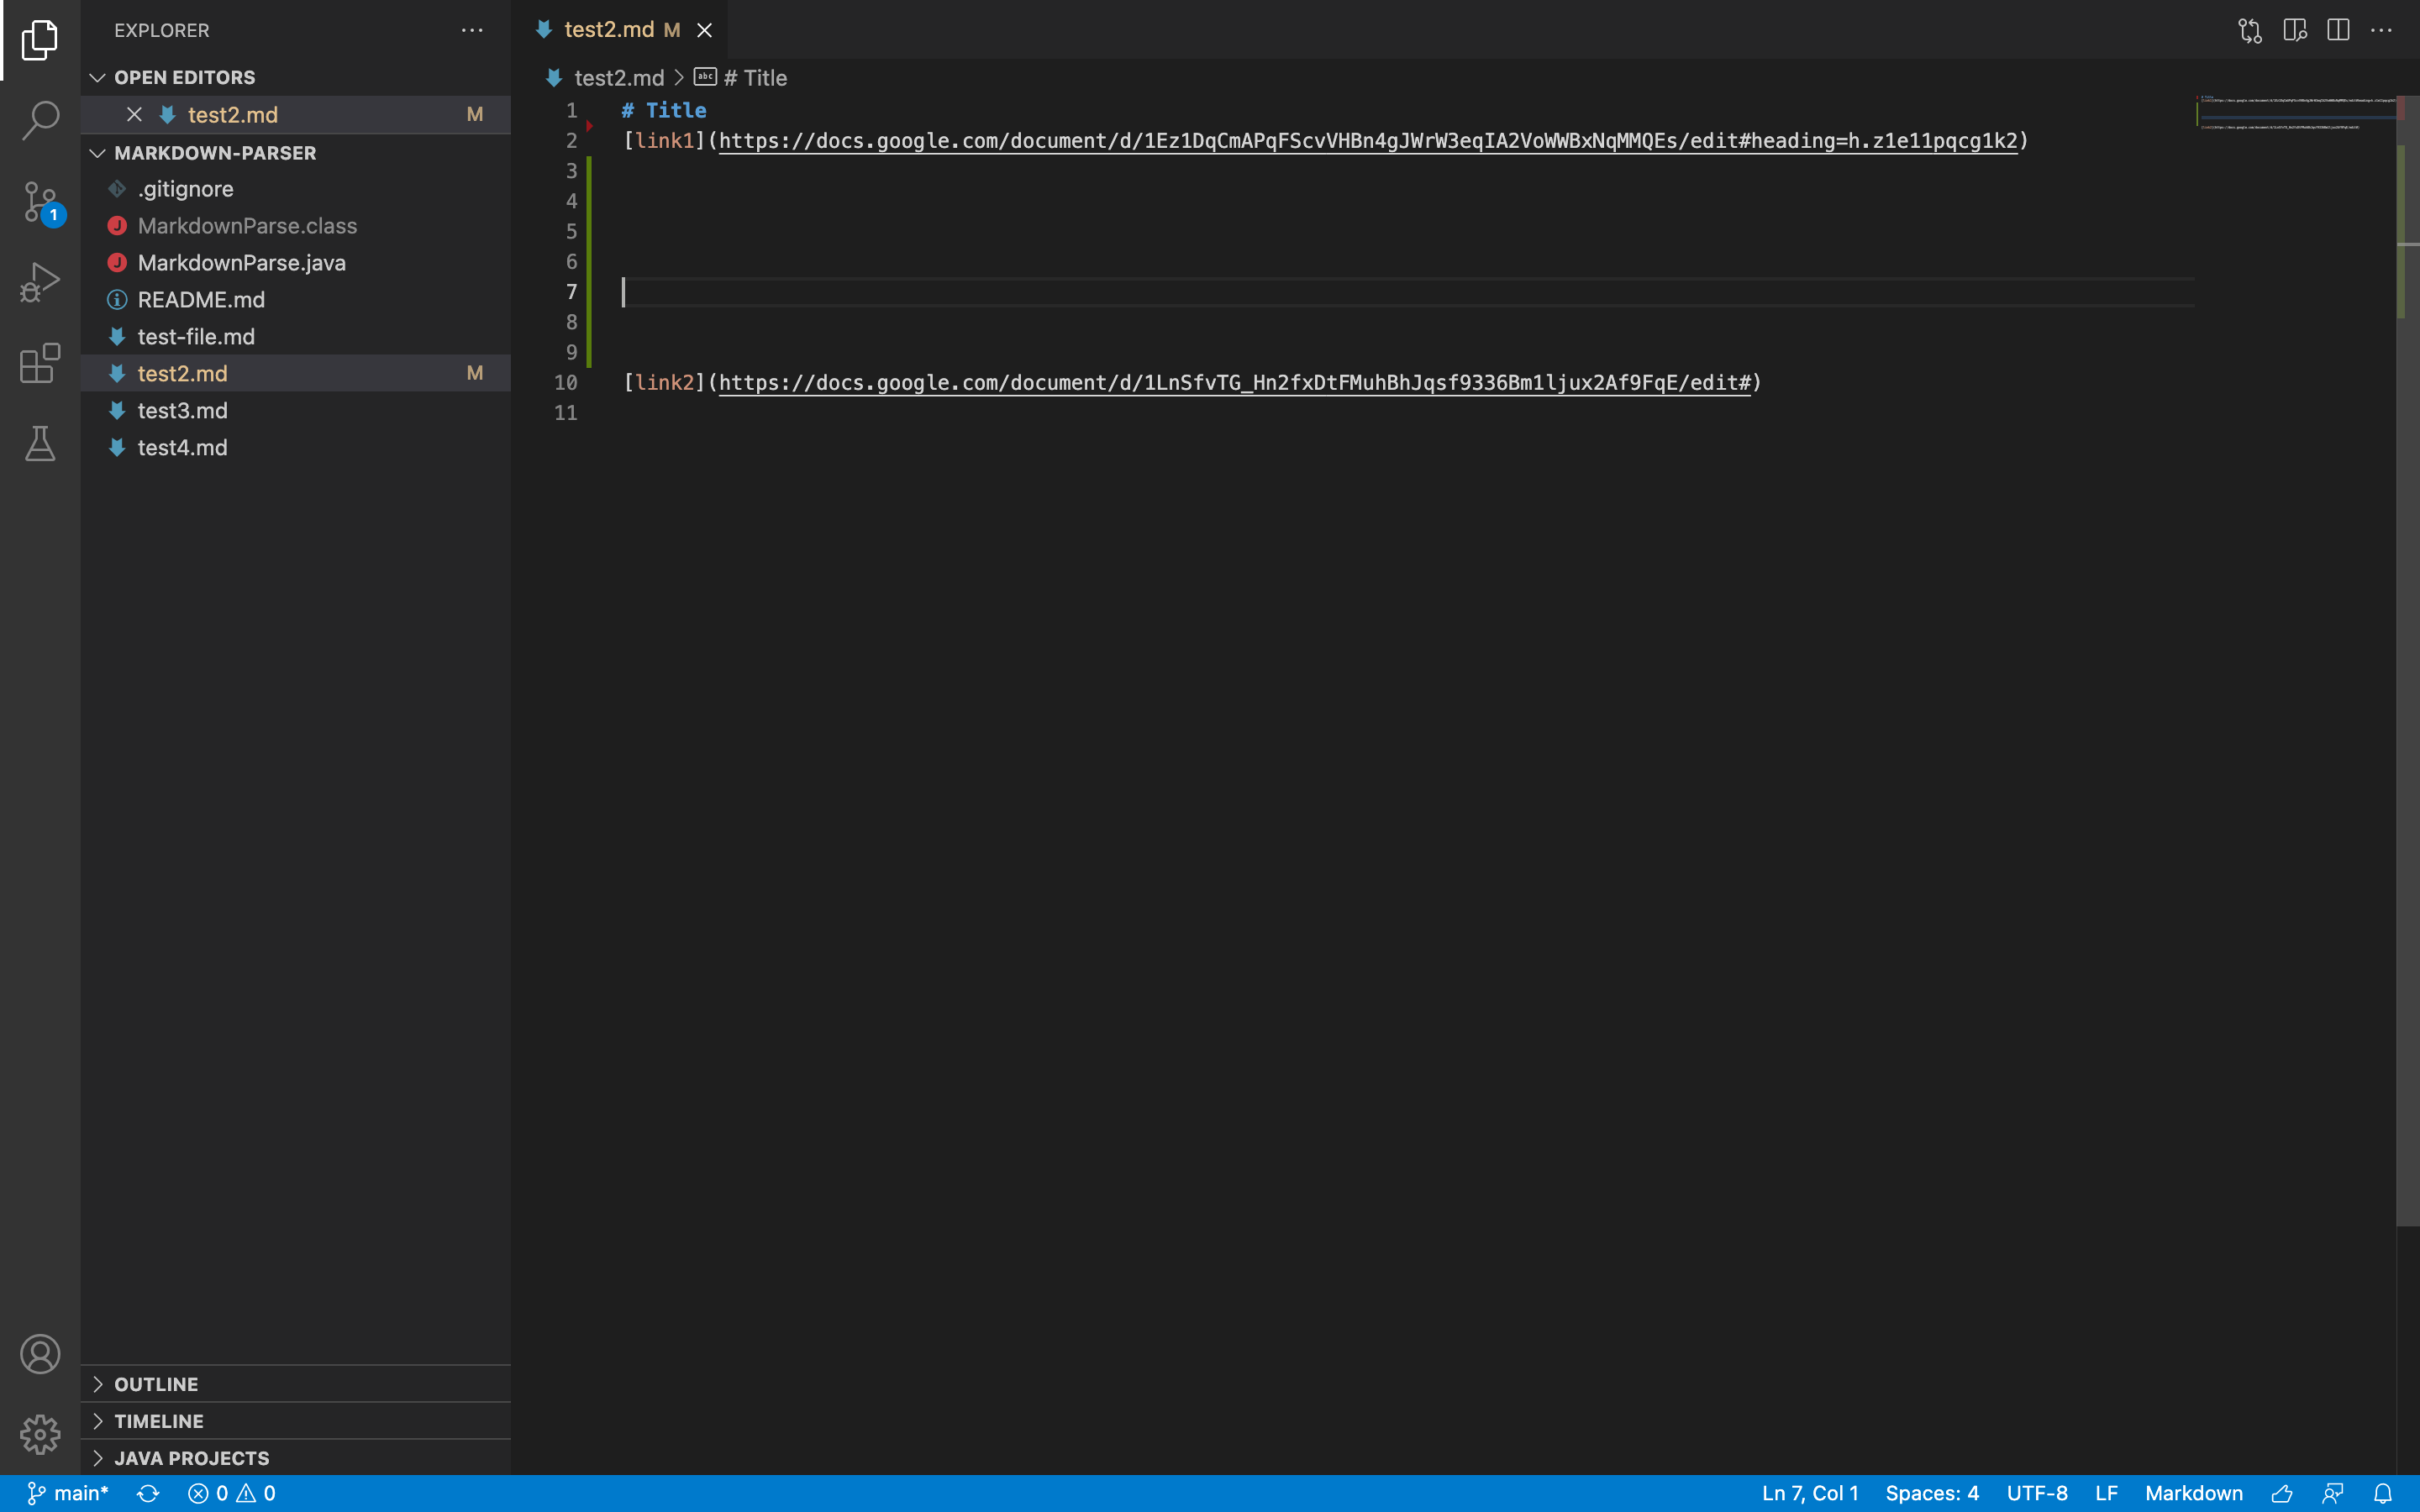 EXPLORER
OPEN EDITORS
test2.md M
MARKDOWN-PARSER
.gitignore
MarkdownParse.class
MarkdownParse.java
README.md
test-file.md
test2.md M
test3.md
test4.md
OUTLINE
TIMELINE
JAVA PROJECTS
1
test2.md M
test2.md > abc # Title
1 # Title
2 [link1](https://docs.google.com/document/d/1Ez1DqCmAPqFScvVHBn4gJWrW3eqIA2VoWWBxNqMMQEs/edit#heading=h.z1e11pqcg1k2)
3
4
5
6
7
8
9
10 [link2](https://docs.google.com/document/d/1LnSfvTG_Hn2fxDtFMuhBhJqsf9336Bm1ljux2Af9FqE/edit#)
11
main* 0 0 Ln 7, Col 1 Spaces: 4 UTF-8 LF Markdown